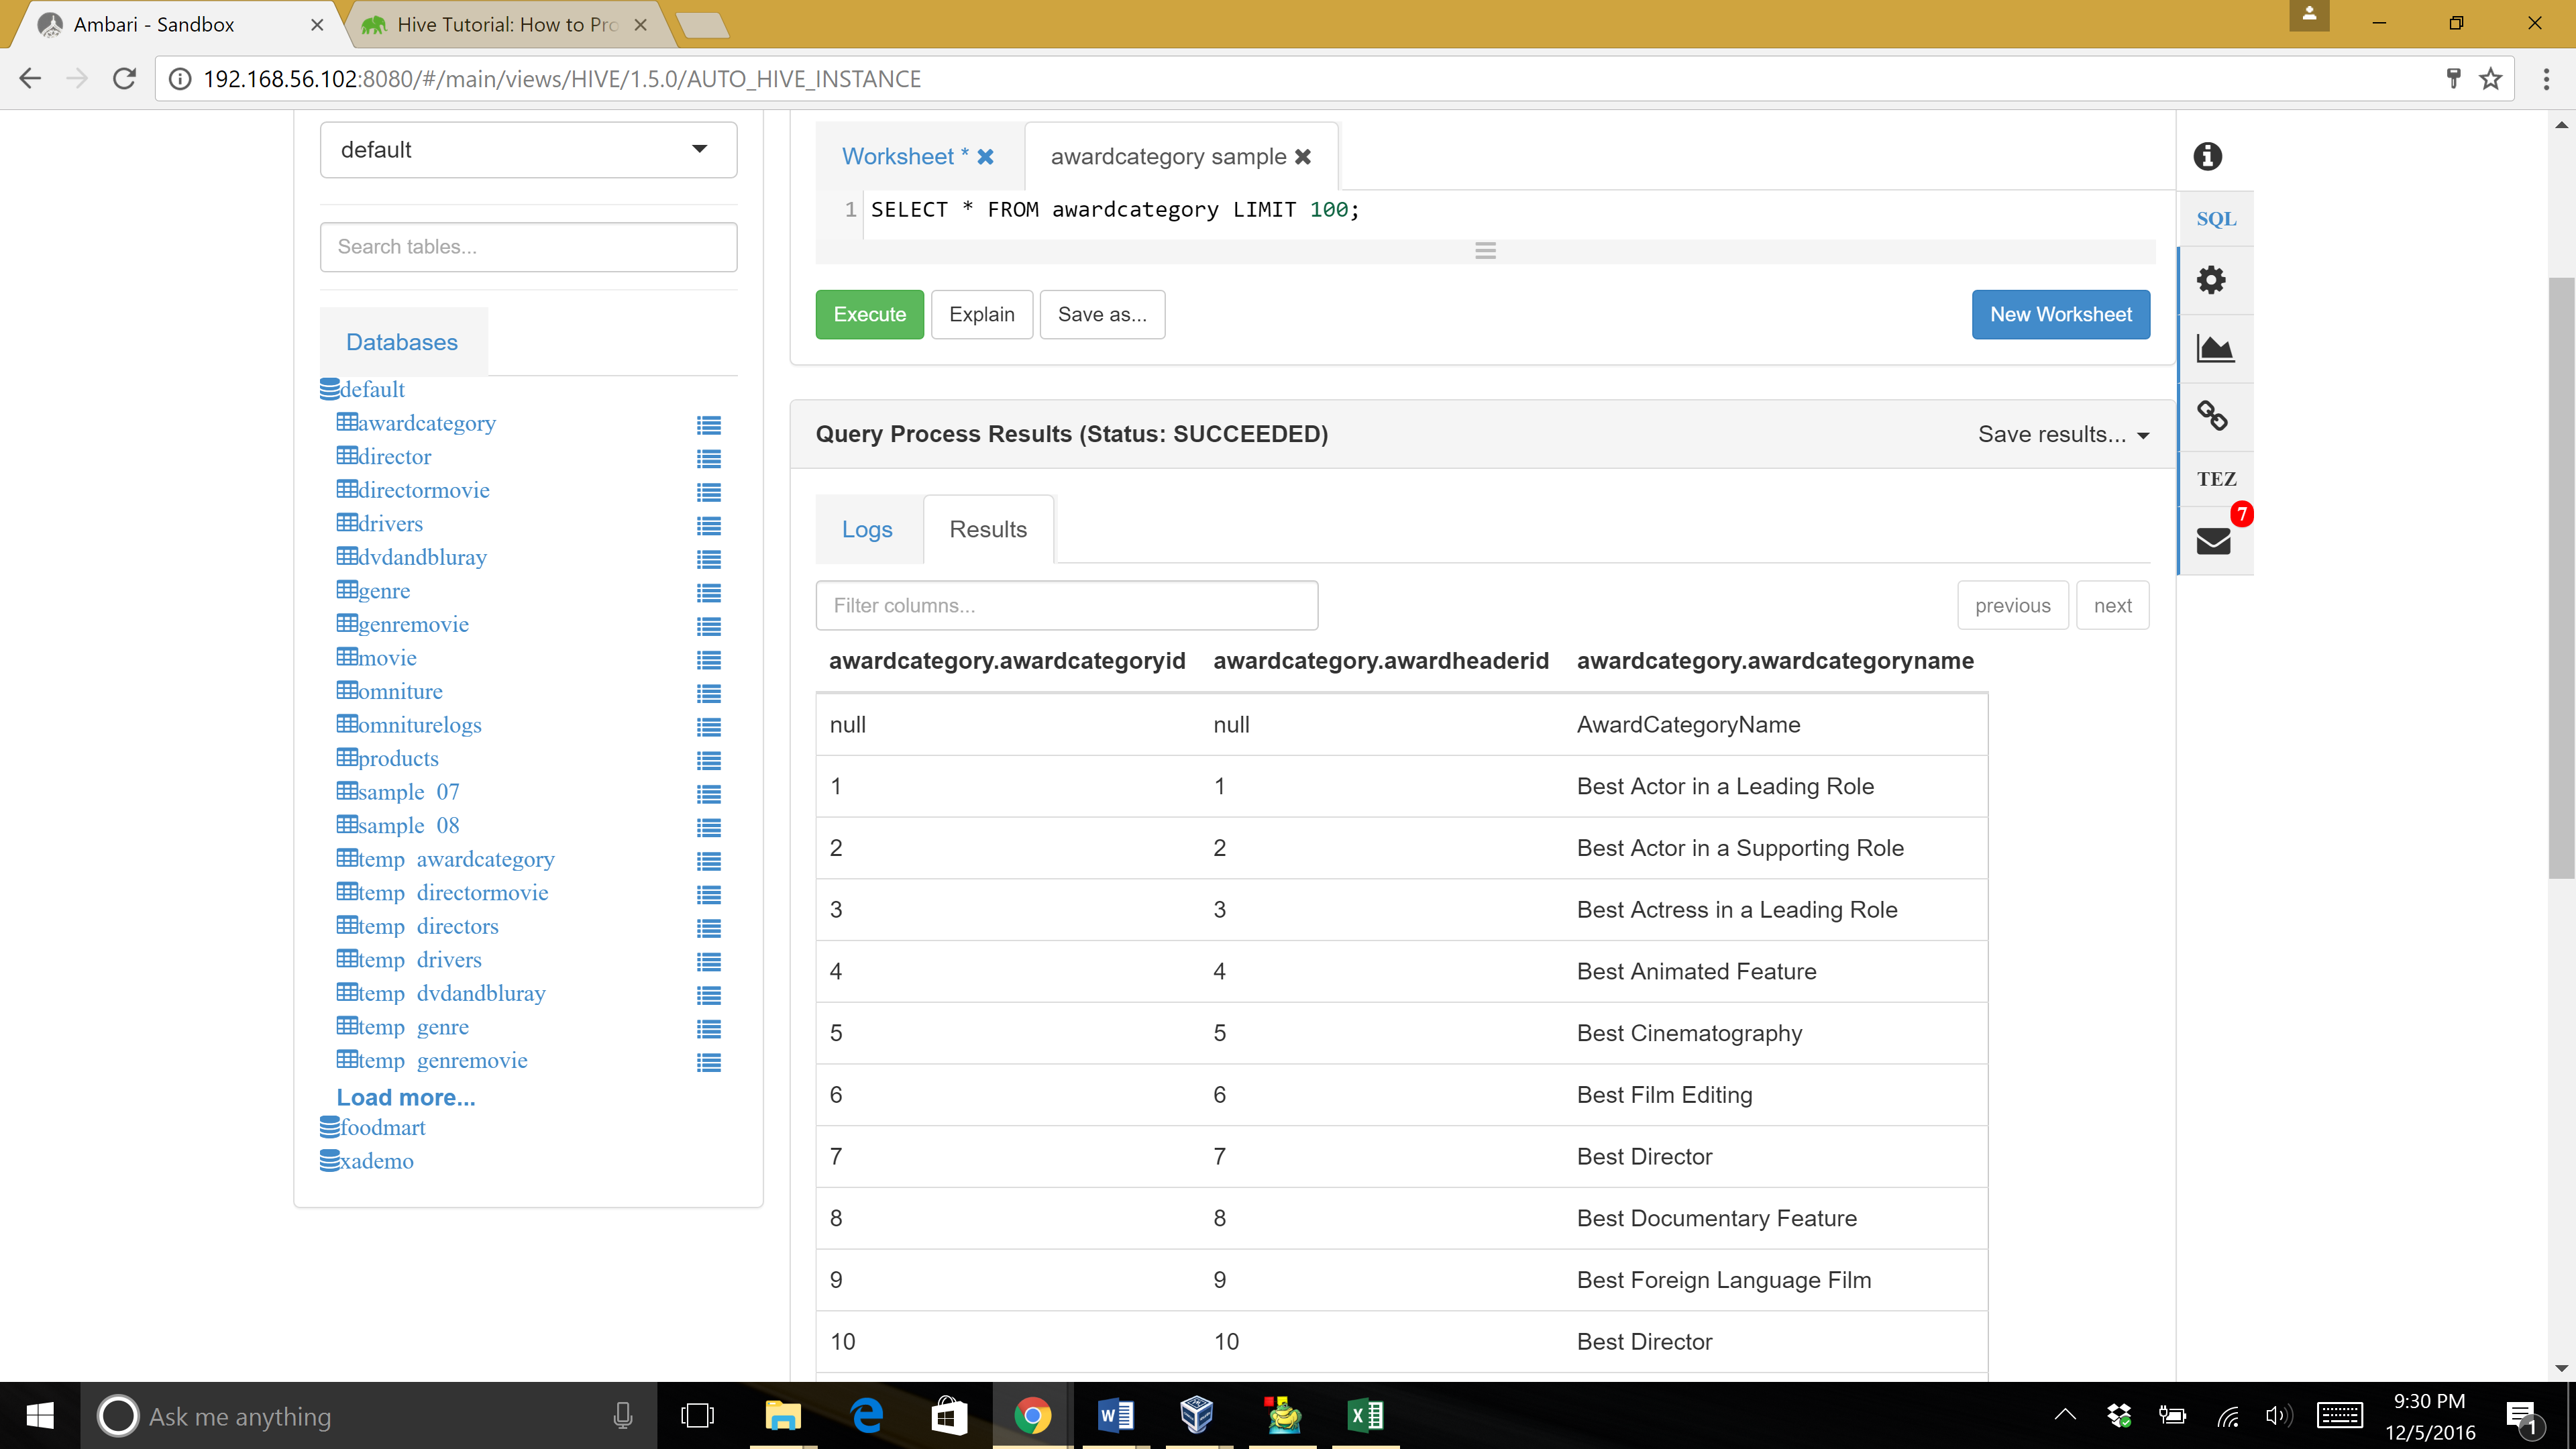 Ambari - Sandbox
Hive Tutorial: How to Pro
192.168.56.102:8080/#/main/views/HIVE/1.5.0/AUTO_HIVE_INSTANCE
default
Search tables...
Databases
default
awardcategory
director
directormovie
drivers
dvdandbluray
genre
genremovie
movie
omniture
omniturelogs
products
sample_07
sample_08
temp_awardcategory
temp_directormovie
temp_directors
temp_drivers
temp_dvdandbluray
temp_genre
temp_genremovie
Load more...
foodmart
xademo
Worksheet *
awardcategory sample
1 SELECT * FROM awardcategory LIMIT 100;
Execute
Explain
Save as...
New Worksheet
Query Process Results (Status: SUCCEEDED)
Save results...
Logs
Results
Filter columns...
previous
next
awardcategory.awardcategoryid awardcategory.awardheaderid awardcategory.awardcategoryname
null null AwardCategoryName
1 1 Best Actor in a Leading Role
2 2 Best Actor in a Supporting Role
3 3 Best Actress in a Leading Role
4 4 Best Animated Feature
5 5 Best Cinematography
6 6 Best Film Editing
7 7 Best Director
8 8 Best Documentary Feature
9 9 Best Foreign Language Film
10 10 Best Director
SQL
TEZ
7
Ask me anything
9:30 PM
12/5/2016
1